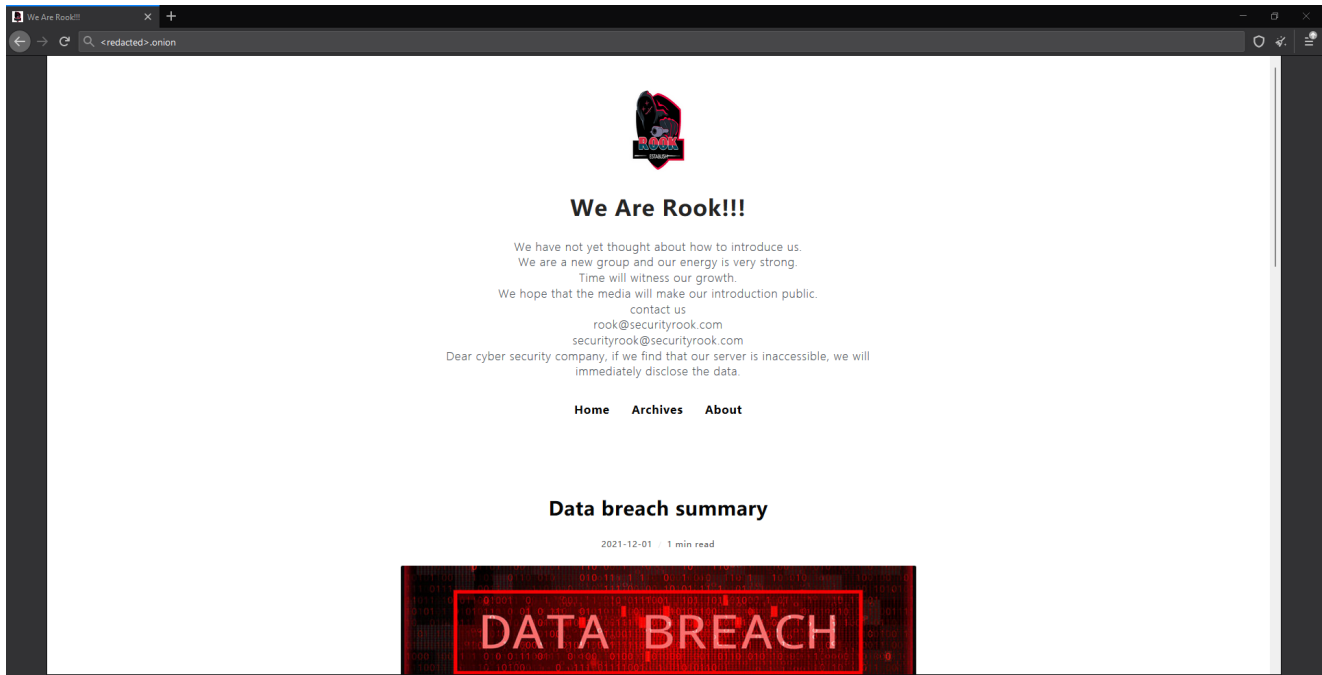 We Are Rook!!!
<redacted>.onion
ROOK
ESTABLISH
We Are Rook!!!
We have not yet thought about how to introduce us.
We are a new group and our energy is very strong.
Time will witness our growth.
We hope that the media will make our introduction public.
contact us
rook@securityrook.com
securityrook@securityrook.com
Dear cyber security company, if we find that our server is inaccessible, we will
immediately disclose the data.
Home Archives About
Data breach summary
2021-12-01 / 1 min read
DATA BREACH